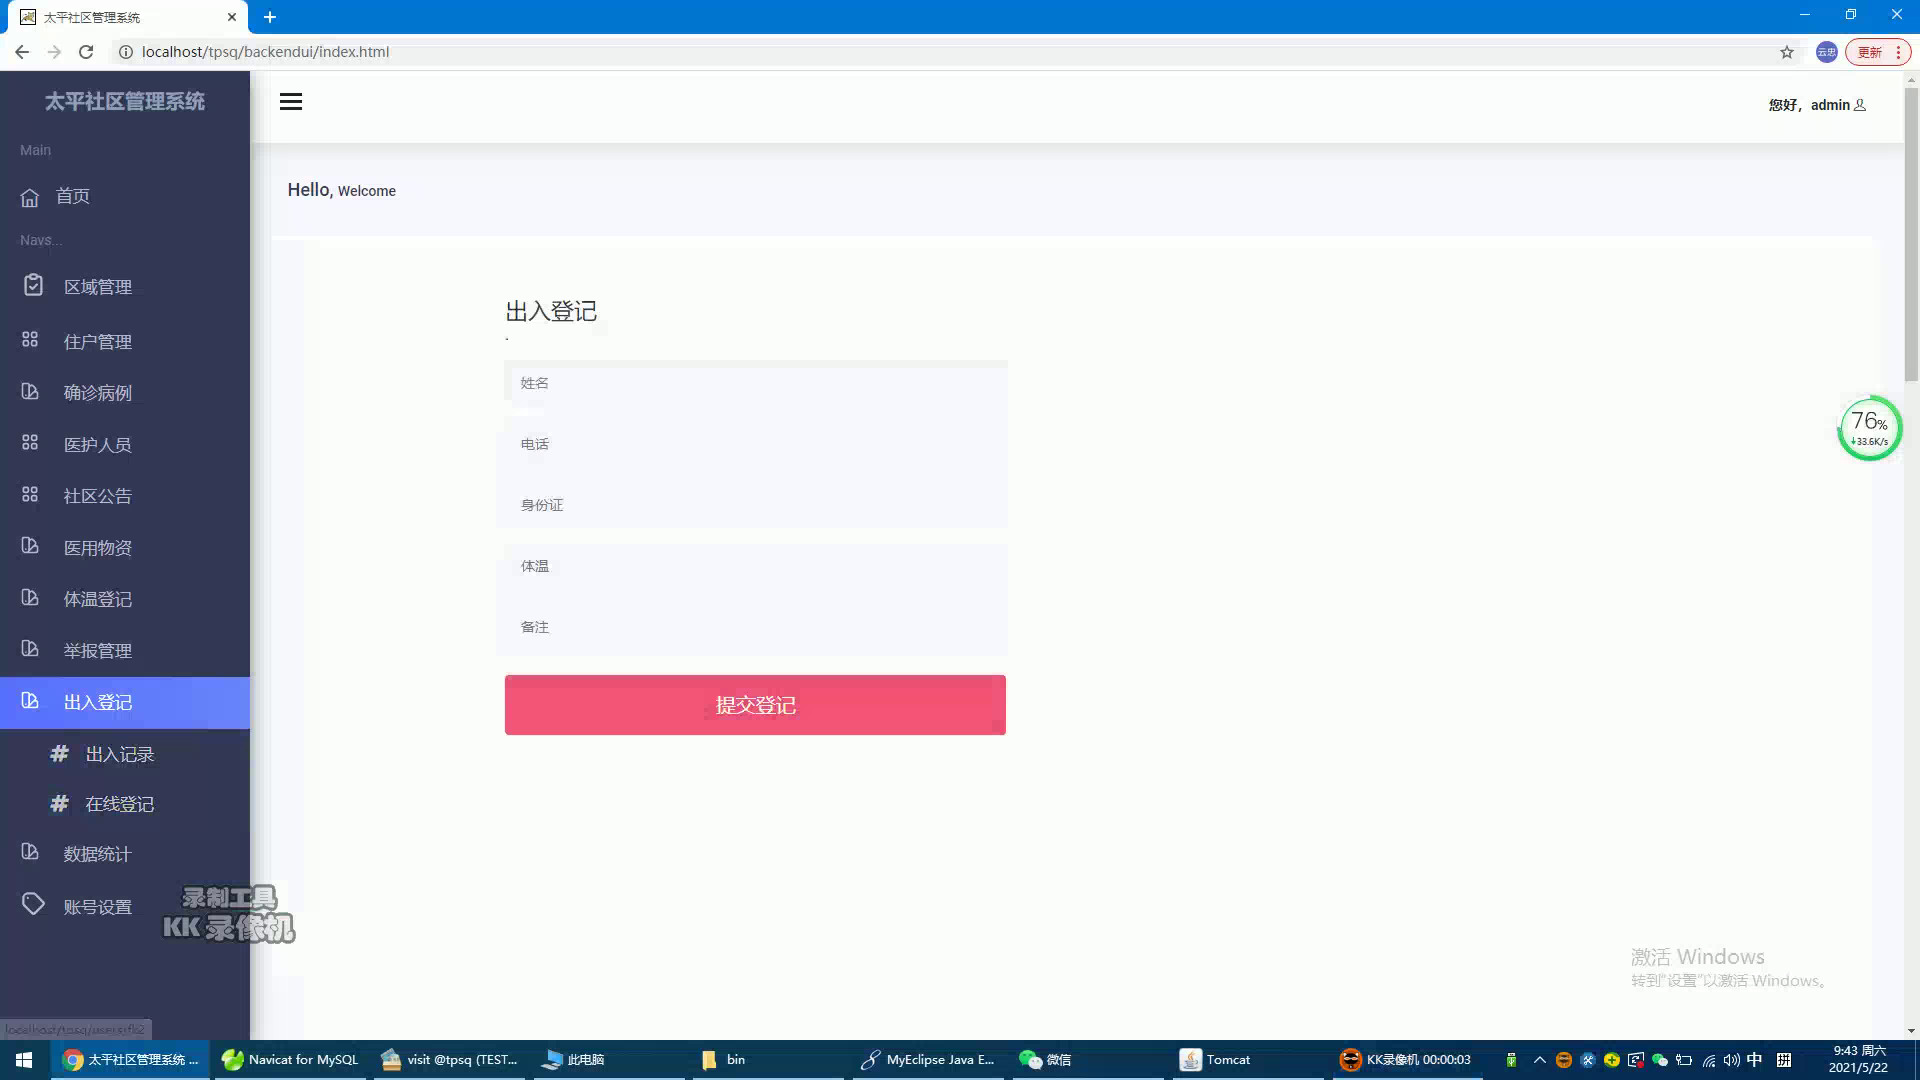 太平社区管理系统
localhost/tpsq/backendui/index.html
云忠
更新
太平社区管理系统
您好，admin
Main
首页
Hello, Welcome
Navs...
区域管理
住户管理
确诊病例
医护人员
社区公告
医用物资
体温登记
举报管理
出入登记
# 出入记录
# 在线登记
数据统计
账号设置
出入登记
.
姓名
电话
身份证
体温
备注
提交登记
76%
↓33.6K/s
录制工具
KK 录像机
激活 Windows
转到"设置"以激活 Windows。
localhost/tpsq/users!fk2
太平社区管理系统 ...
Navicat for MySQL
visit @tpsq (TEST...
此电脑
bin
MyEclipse Java E...
微信
Tomcat
KK录像机 00:00:03
中
拼
9:43 周六
2021/5/22